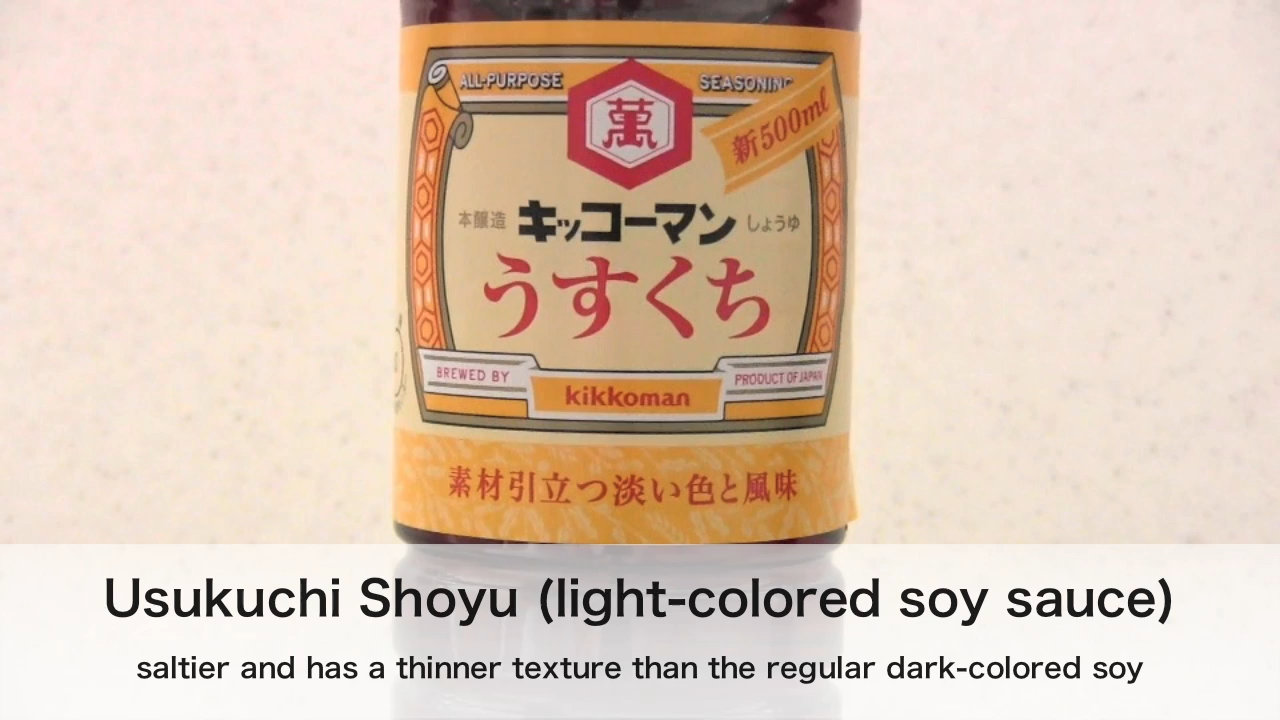 ALL-PURPOSE SEASONING
萬
新500ml
本醸造 キッコーマン しょうゆ
うすくち
BREWED BY
kikkoman
PRODUCT OF JAPAN
素材引立つ淡い色と風味
Usukuchi Shoyu (light-colored soy sauce)
saltier and has a thinner texture than the regular dark-colored soy